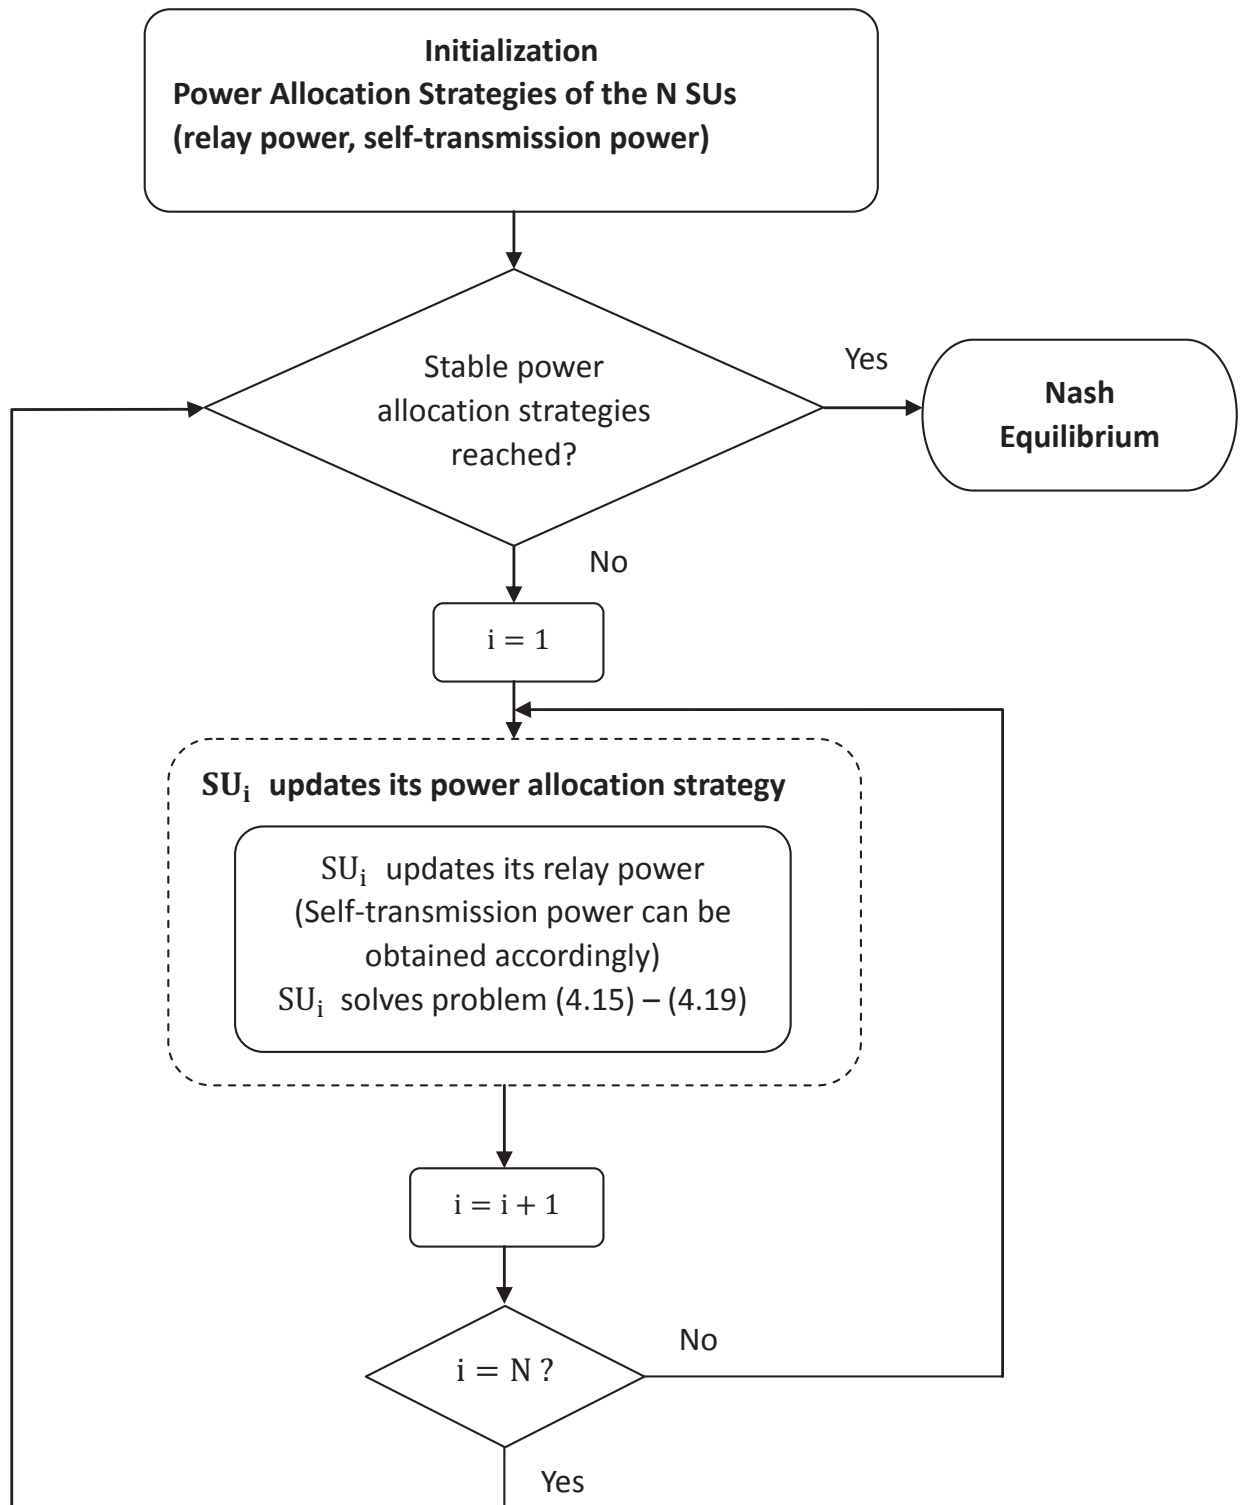 Initialization
Power Allocation Strategies of the N SUs
(relay power, self-transmission power)
Stable power
allocation strategies
reached?
Yes
Nash
Equilibrium
No
i = 1
SUᵢ updates its power allocation strategy
SUᵢ updates its relay power
(Self-transmission power can be
obtained accordingly)
SUᵢ solves problem (4.15) – (4.19)
i = i + 1
i = N ?
No
Yes